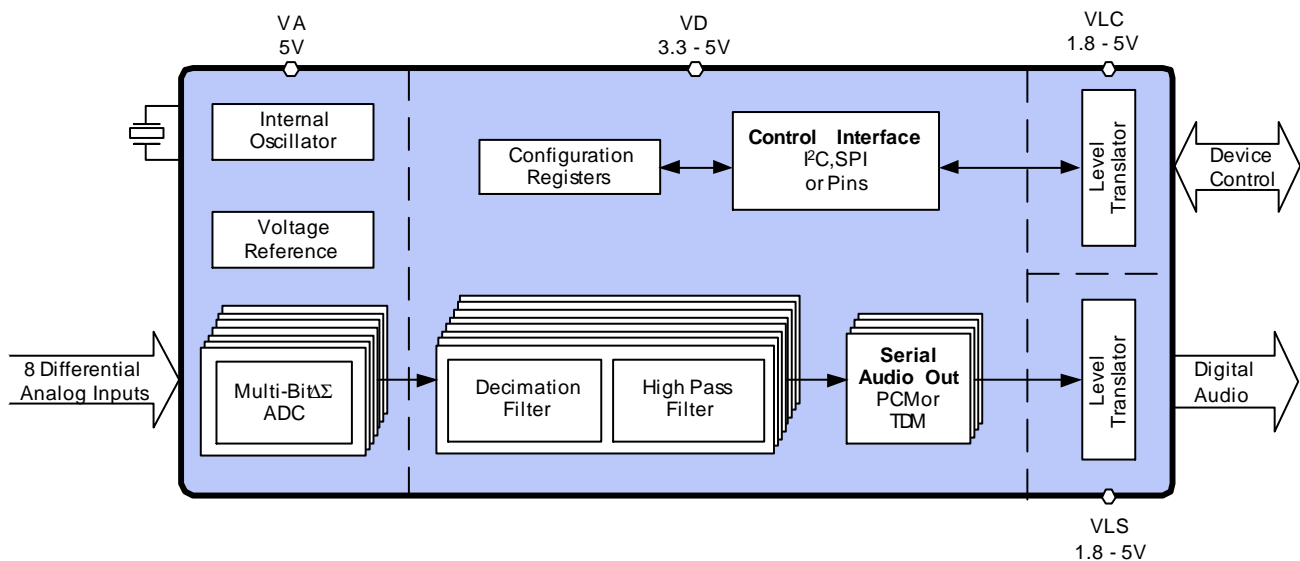 VA
5V
VD
3.3 - 5V
VLC
1.8 - 5V
Internal
Oscillator
Configuration
Registers
Control Interface
I²C,SPI
or Pins
Level
Translator
Device
Control
Voltage
Reference
8 Differential
Analog Inputs
Multi-BitΔΣ
ADC
Decimation
Filter
High Pass
Filter
Serial
Audio Out
PCM or
TDM
Level
Translator
Digital
Audio
VLS
1.8 - 5V